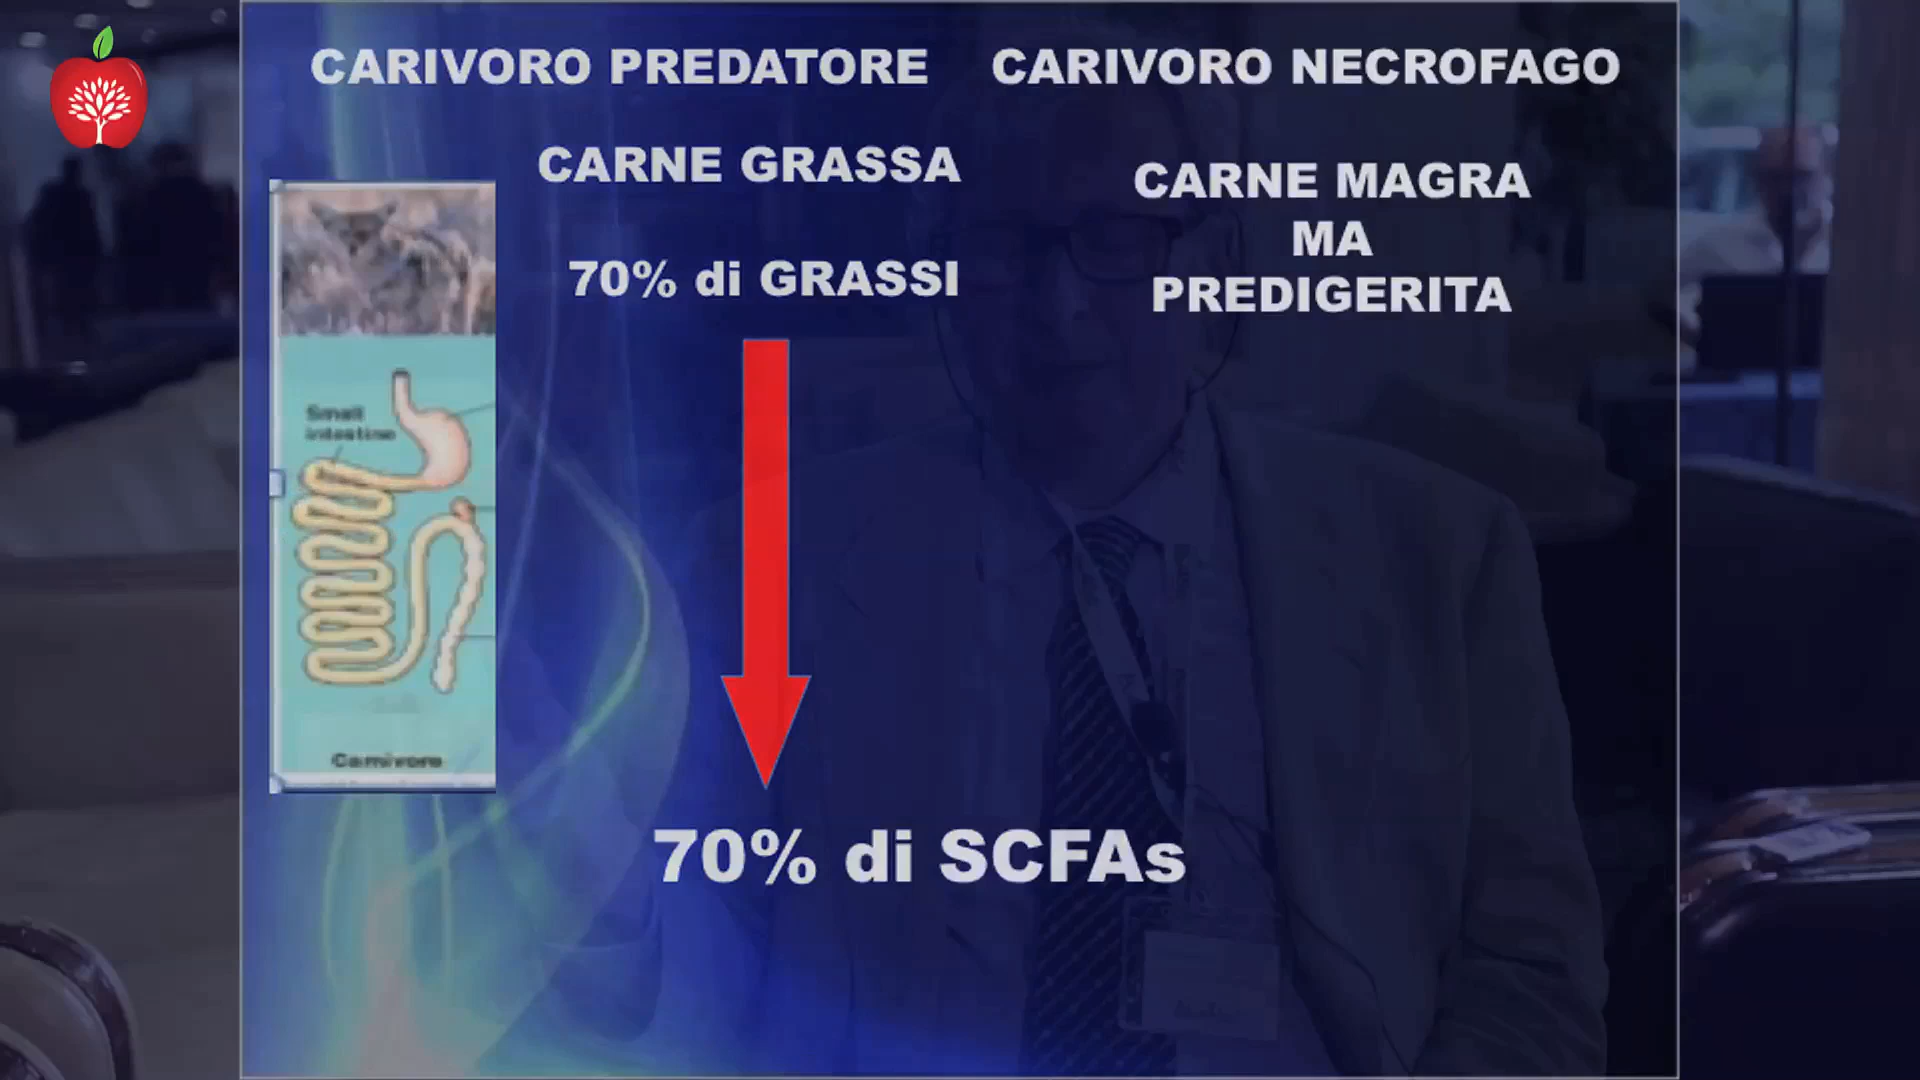 CARIVORO PREDATORE
CARIVORO NECROFAGO
CARNE GRASSA
70% di GRASSI
CARNE MAGRA
MA
PREDIGERITA
Small
intestine
Carnivore
70% di SCFAs